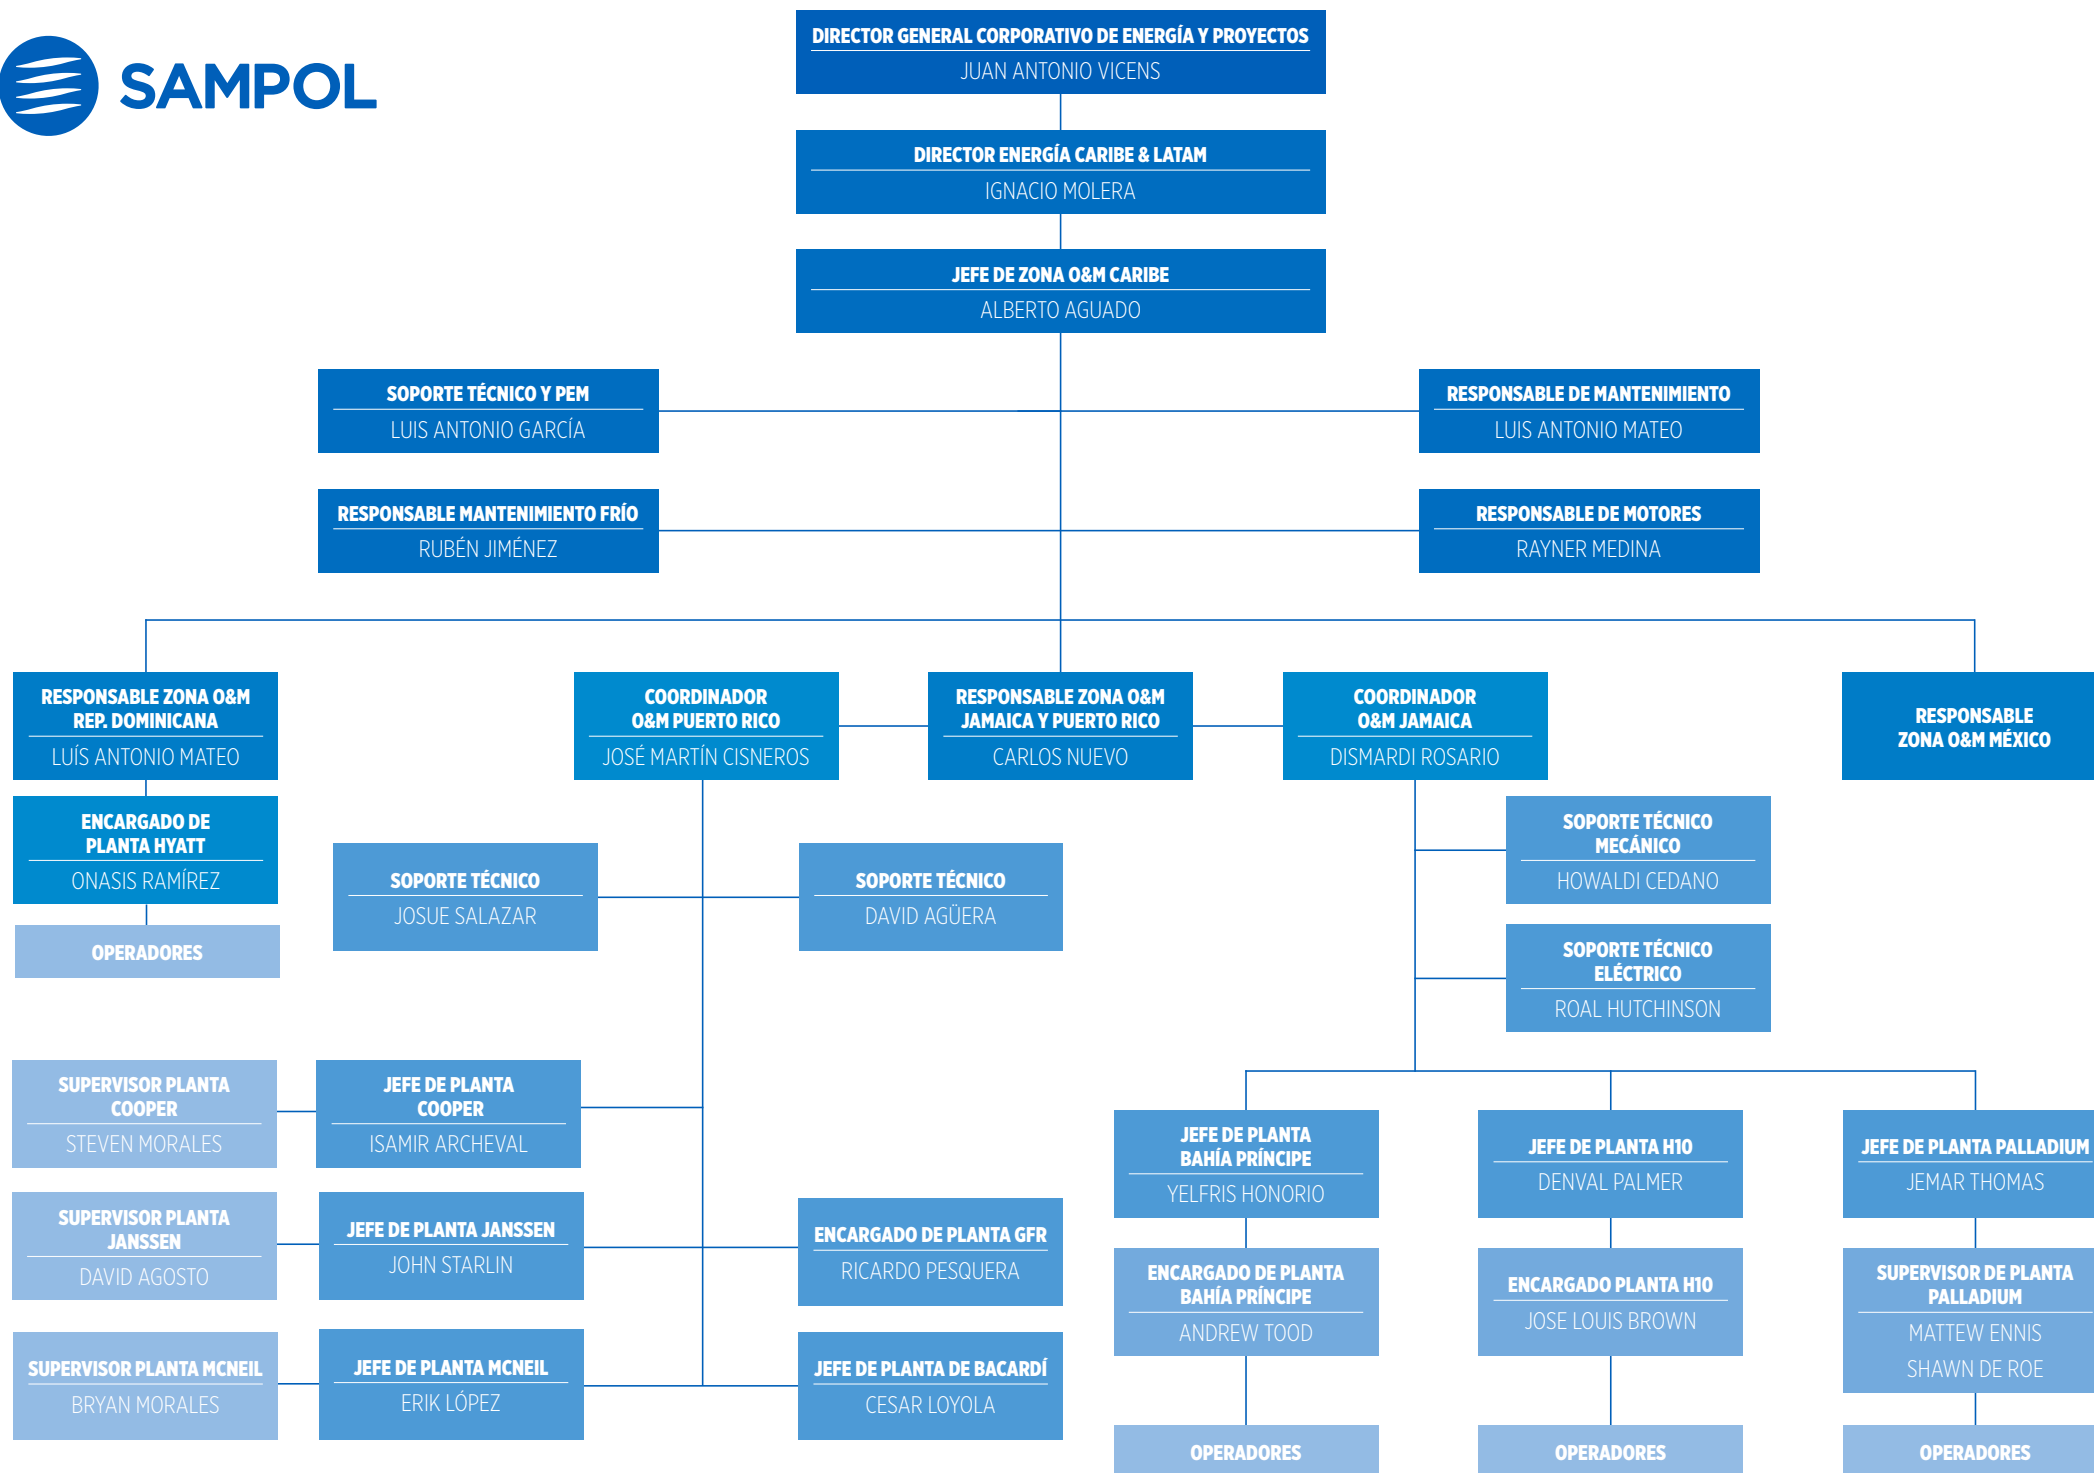 SAMPOL
DIRECTOR GENERAL CORPORATIVO DE ENERGÍA Y PROYECTOS
JUAN ANTONIO VICENS
DIRECTOR ENERGÍA CARIBE & LATAM
IGNACIO MOLERA
JEFE DE ZONA O&M CARIBE
ALBERTO AGUADO
SOPORTE TÉCNICO Y PEM
LUIS ANTONIO GARCÍA
RESPONSABLE DE MANTENIMIENTO
LUIS ANTONIO MATEO
RESPONSABLE MANTENIMIENTO FRÍO
RUBÉN JIMÉNEZ
RESPONSABLE DE MOTORES
RAYNER MEDINA
RESPONSABLE ZONA O&M
REP. DOMINICANA
LUÍS ANTONIO MATEO
COORDINADOR
O&M PUERTO RICO
JOSÉ MARTÍN CISNEROS
RESPONSABLE ZONA O&M
JAMAICA Y PUERTO RICO
CARLOS NUEVO
COORDINADOR
O&M JAMAICA
DISMARDI ROSARIO
RESPONSABLE
ZONA O&M MÉXICO
ENCARGADO DE
PLANTA HYATT
ONASIS RAMÍREZ
OPERADORES
SOPORTE TÉCNICO
JOSUE SALAZAR
SOPORTE TÉCNICO
DAVID AGÜERA
SOPORTE TÉCNICO
MECÁNICO
HOWALDI CEDANO
SOPORTE TÉCNICO
ELÉCTRICO
ROAL HUTCHINSON
SUPERVISOR PLANTA
COOPER
STEVEN MORALES
JEFE DE PLANTA
COOPER
ISAMIR ARCHEVAL
SUPERVISOR PLANTA
JANSSEN
DAVID AGOSTO
JEFE DE PLANTA JANSSEN
JOHN STARLIN
ENCARGADO DE PLANTA GFR
RICARDO PESQUERA
SUPERVISOR PLANTA MCNEIL
BRYAN MORALES
JEFE DE PLANTA MCNEIL
ERIK LÓPEZ
JEFE DE PLANTA DE BACARDÍ
CESAR LOYOLA
JEFE DE PLANTA
BAHÍA PRÍNCIPE
YELFRIS HONORIO
JEFE DE PLANTA H10
DENVAL PALMER
JEFE DE PLANTA PALLADIUM
JEMAR THOMAS
ENCARGADO DE PLANTA
BAHÍA PRÍNCIPE
ANDREW TOOD
ENCARGADO PLANTA H10
JOSE LOUIS BROWN
SUPERVISOR DE PLANTA
PALLADIUM
MATTEW ENNIS
SHAWN DE ROE
OPERADORES
OPERADORES
OPERADORES